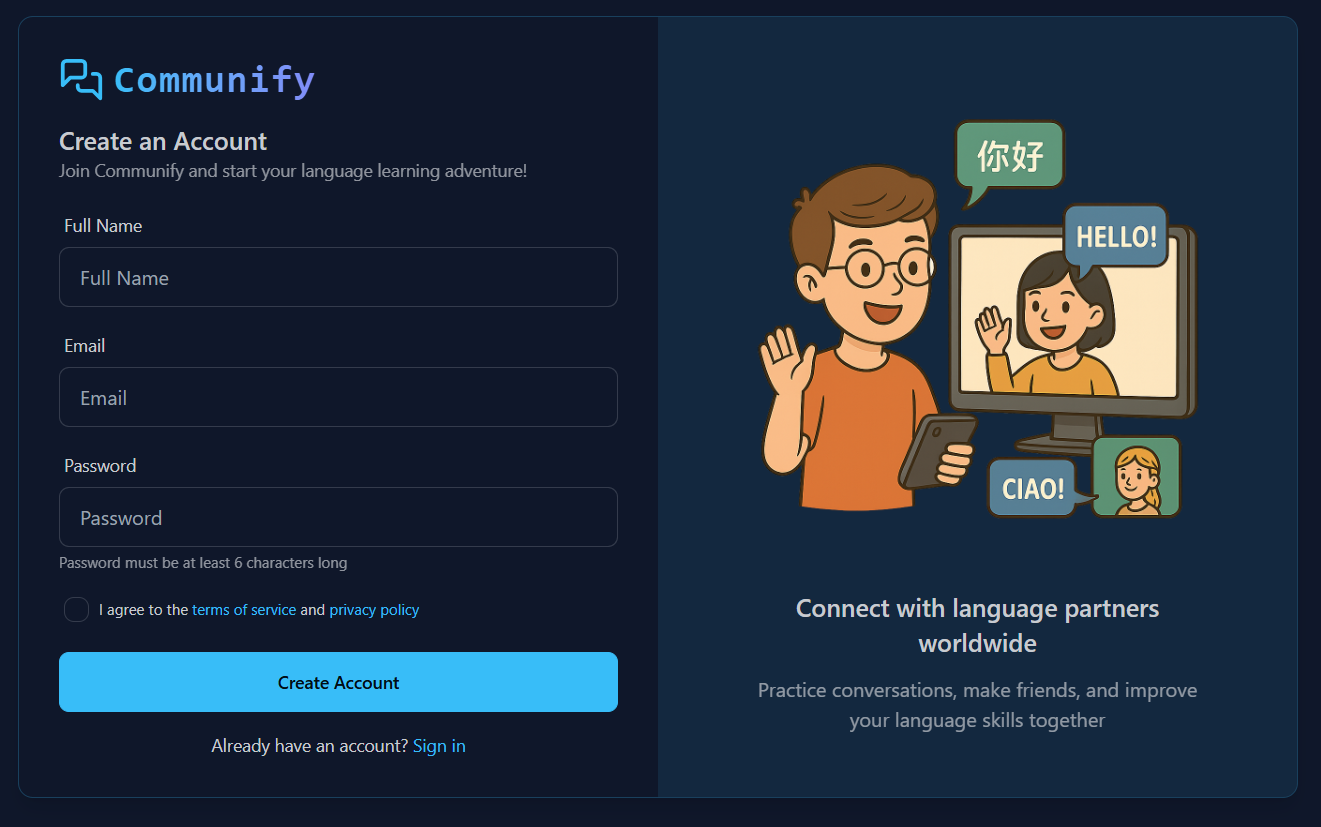 Communify
Create an Account
Join Communify and start your language learning adventure!
Full Name
Full Name
Email
Email
Password
Password
Password must be at least 6 characters long
I agree to the terms of service and privacy policy
Create Account
Already have an account? Sign in
你好
HELLO!
CIAO!
Connect with language partners
worldwide
Practice conversations, make friends, and improve
your language skills together